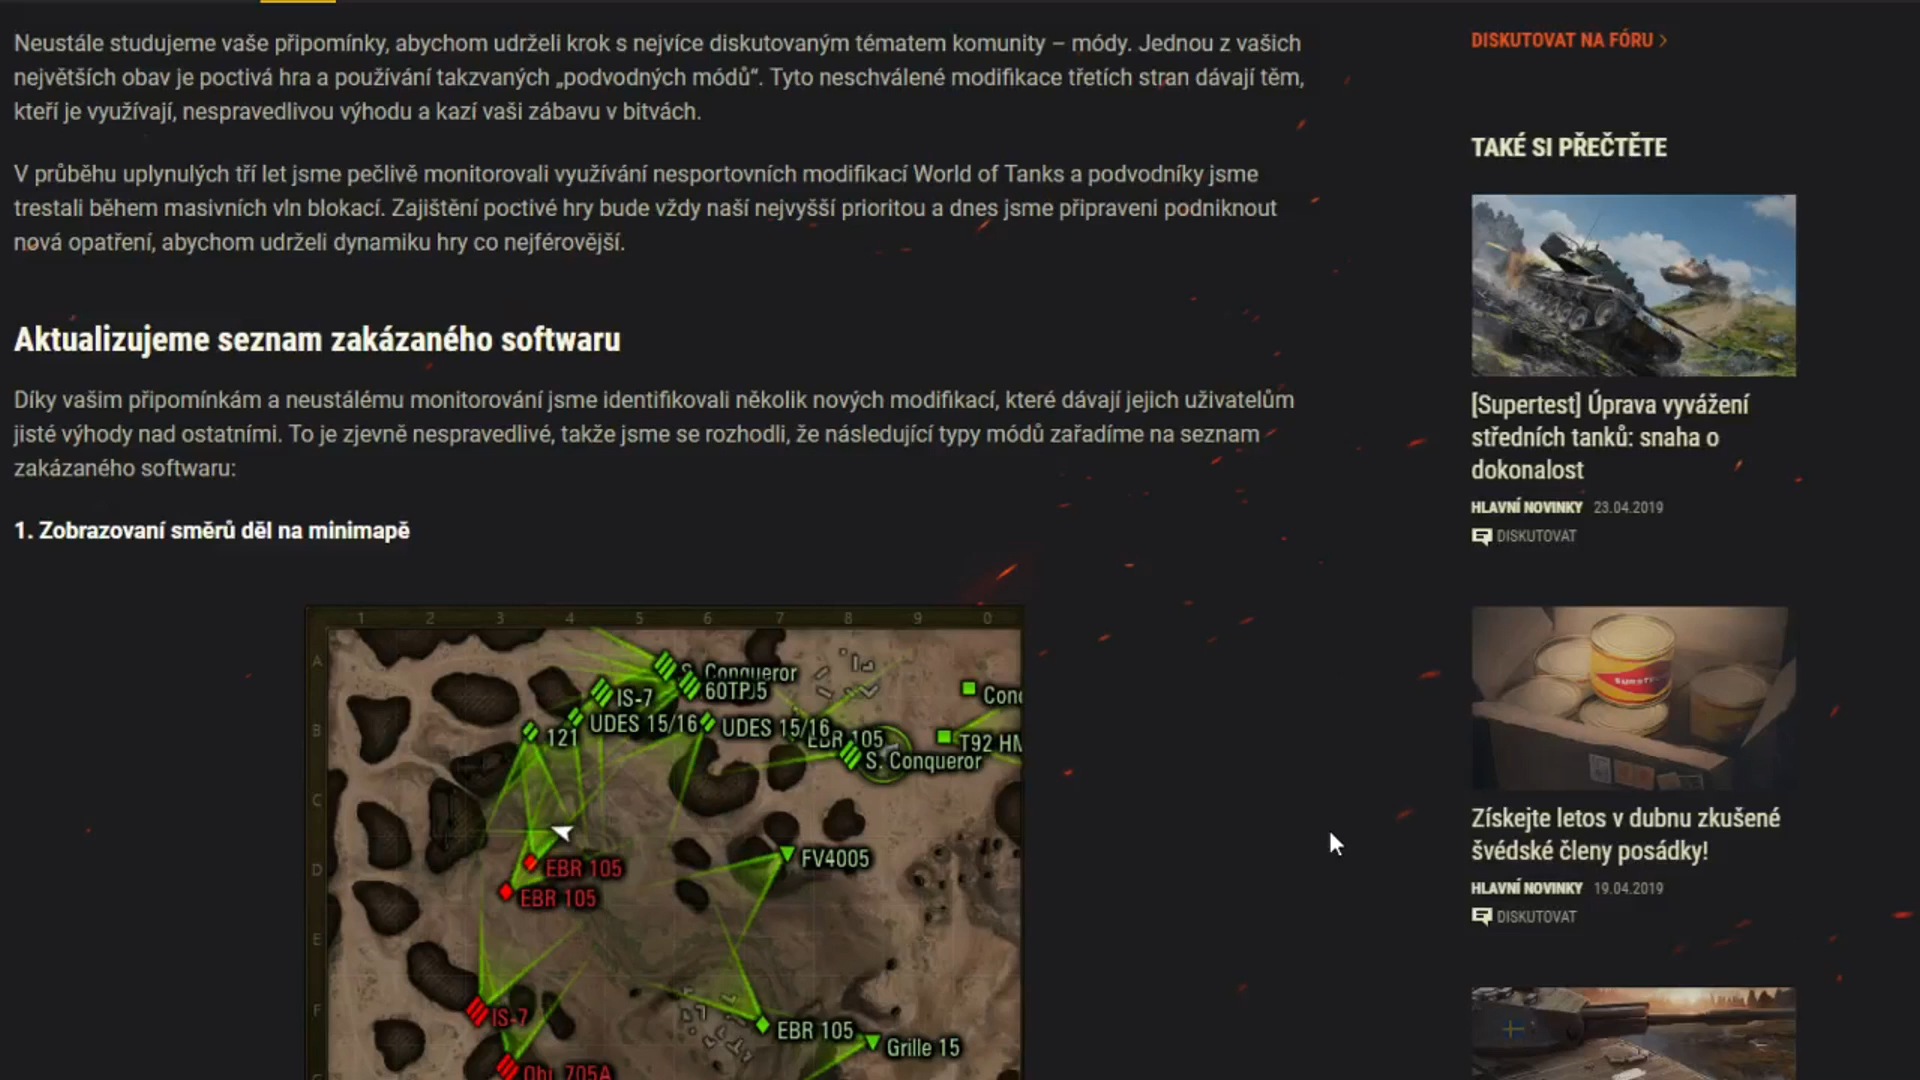 Neustále studujeme vaše připomínky, abychom udrželi krok s nejvíce diskutovaným tématem komunity – módy. Jednou z vašich
největších obav je poctivá hra a používání takzvaných „podvodných módů“. Tyto neschválené modifikace třetích stran dávají těm,
kteří je využívají, nespravedlivou výhodu a kazí vaši zábavu v bitvách.
V průběhu uplynulých tří let jsme pečlivě monitorovali využívání nesportovních modifikací World of Tanks a podvodníky jsme
trestali během masivních vln blokací. Zajištění poctivé hry bude vždy naší nejvyšší prioritou a dnes jsme připraveni podniknout
nová opatření, abychom udrželi dynamiku hry co nejférovější.
Aktualizujeme seznam zakázaného softwaru
Díky vašim připomínkám a neustálému monitorování jsme identifikovali několik nových modifikací, které dávají jejich uživatelům
jisté výhody nad ostatními. To je zjevně nespravedlivé, takže jsme se rozhodli, že následující typy módů zařadíme na seznam
zakázaného softwaru:
1. Zobrazovaní směrů děl na minimapě
1 2 3 4 5 6 7 8 9 0
A
S. Conqueror
60TP
IS-7
UDES 15/16
UDES 15/16
B
121
EBR 105
T92 HM
S. Conqueror
C
D
FV4005
EBR 105
EBR 105
E
F
IS-7
EBR 105
Grille 15
Obj. 705A
DISKUTOVAT NA FÓRU >
TAKÉ SI PŘEČTĚTE
[Supertest] Úprava vyvážení
středních tanků: snaha o
dokonalost
HLAVNÍ NOVINKY 23.04.2019
DISKUTOVAT
Získejte letos v dubnu zkušené
švédské členy posádky!
HLAVNÍ NOVINKY 19.04.2019
DISKUTOVAT